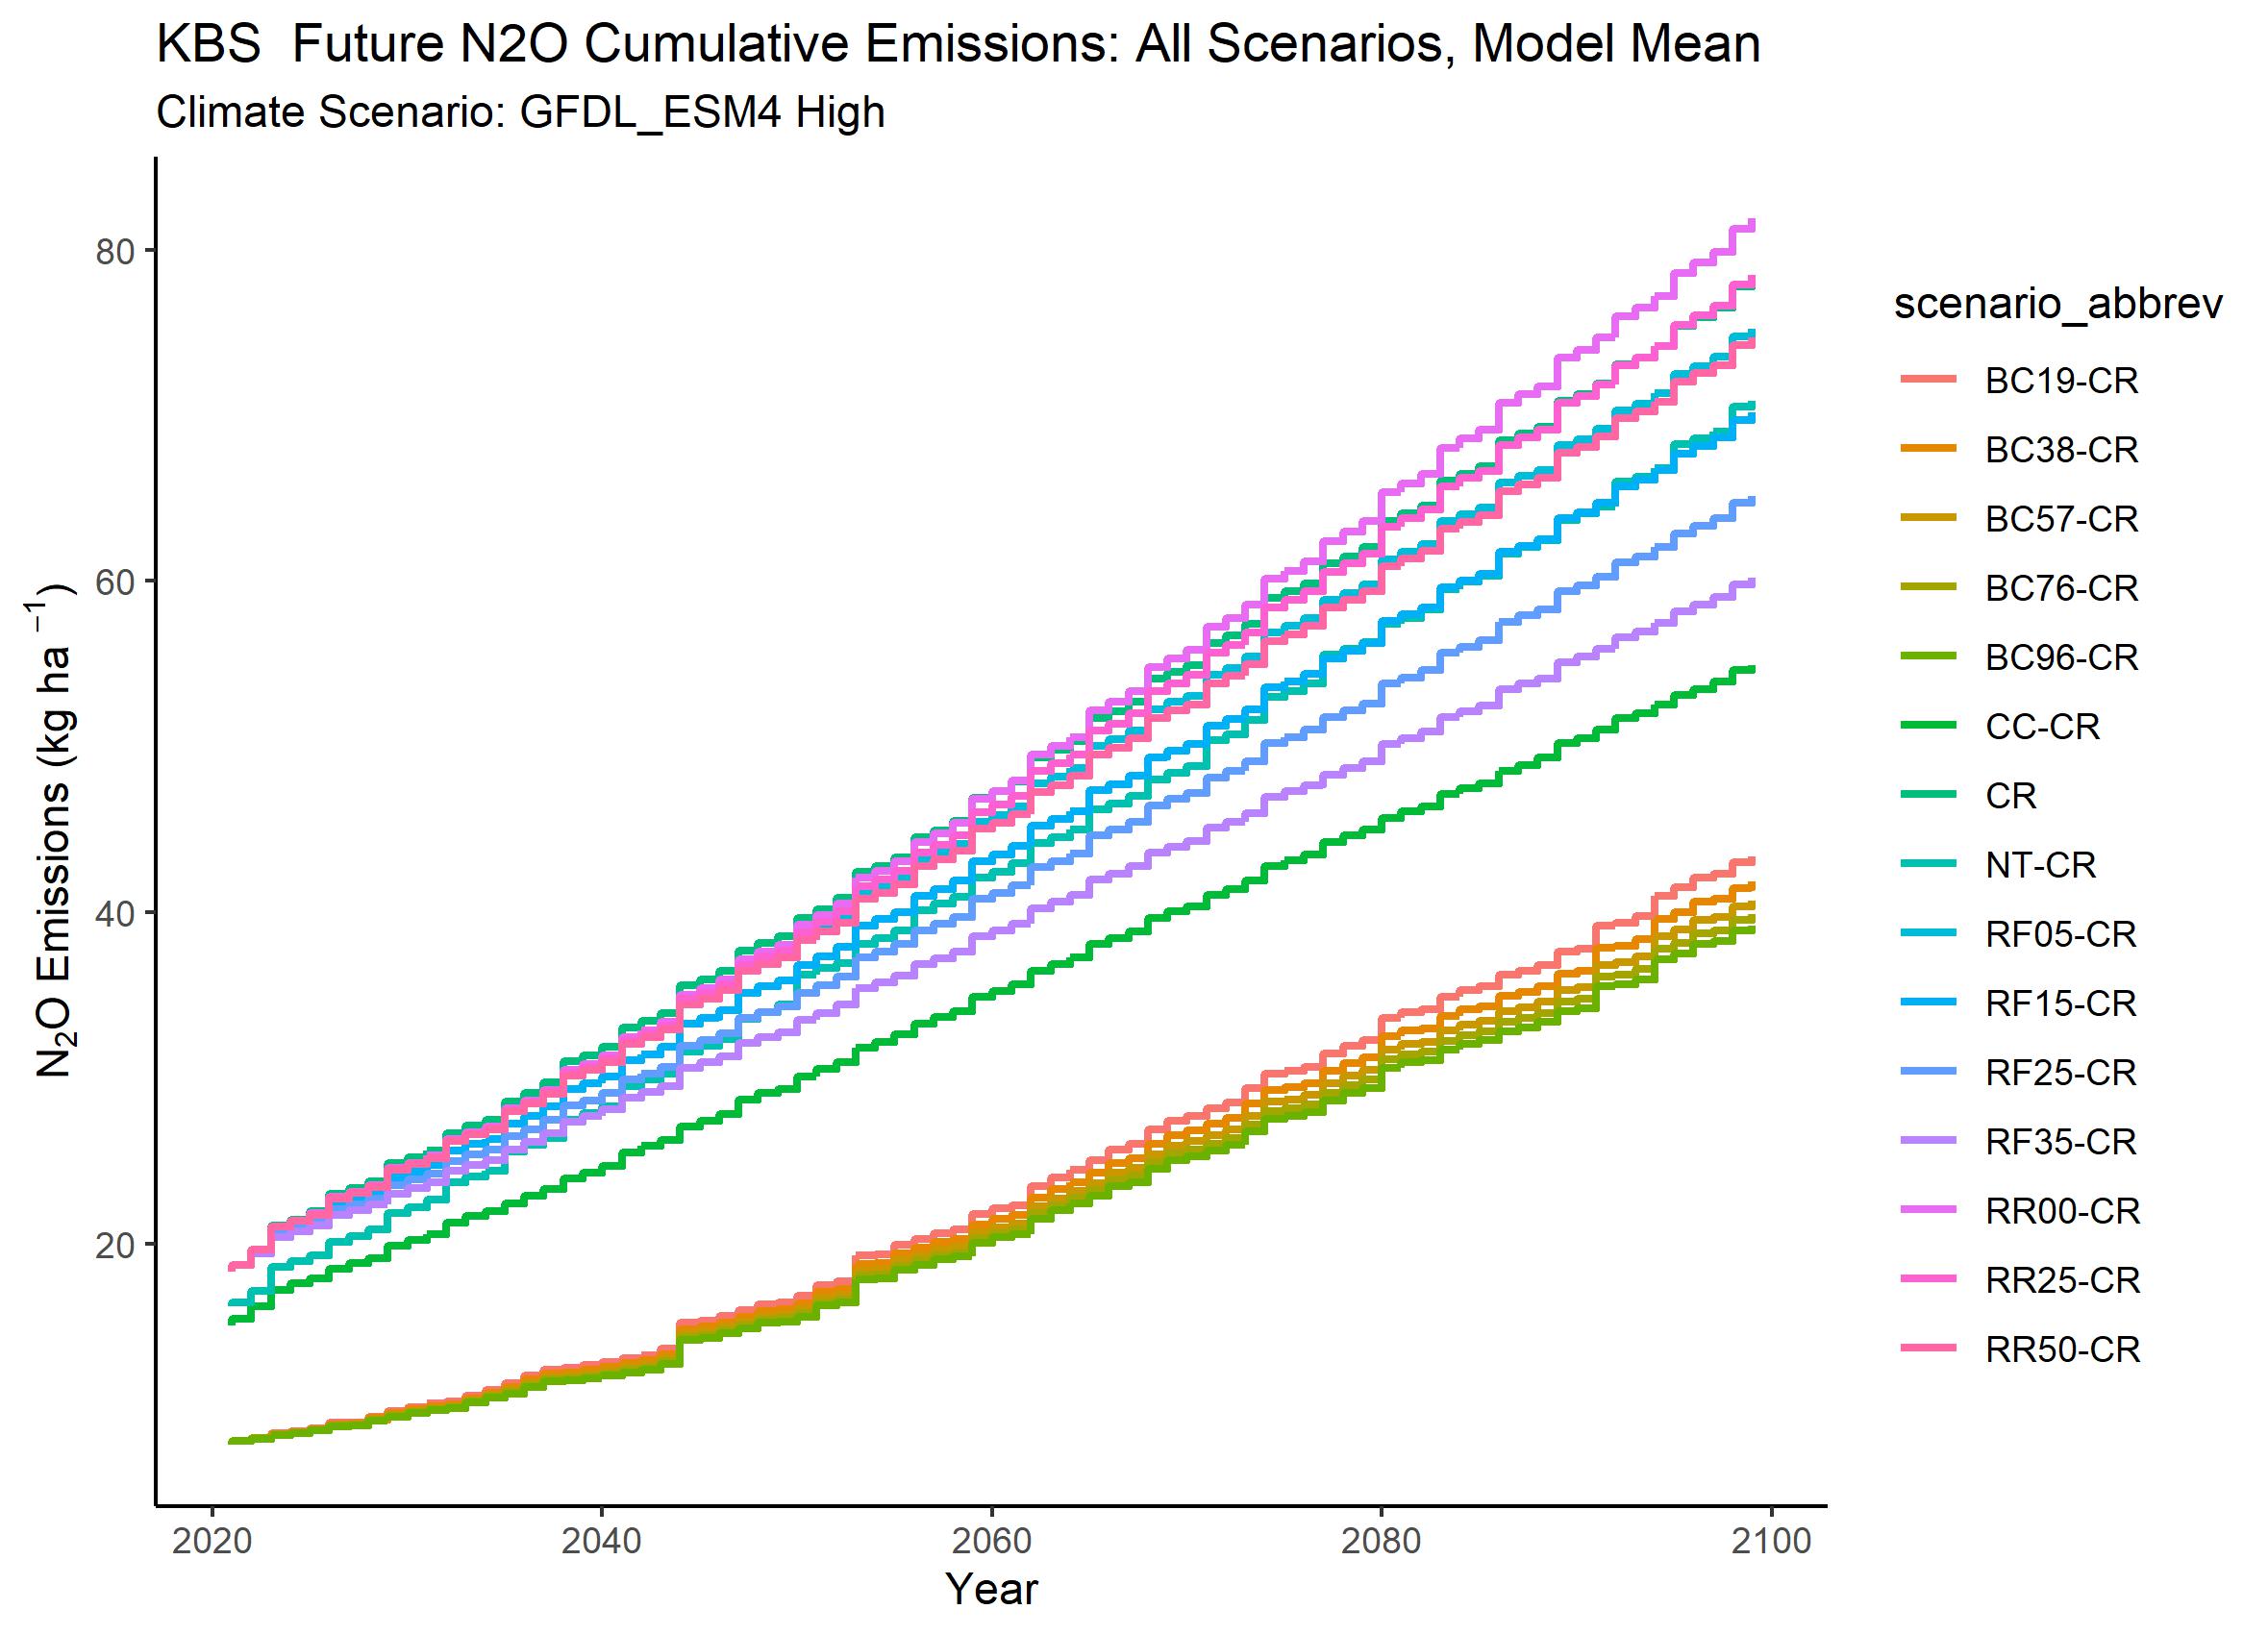 KBS  Future N2O Cumulative Emissions: All Scenarios, Model Mean
Climate Scenario: GFDL_ESM4 High
N₂O Emissions (kg ha ⁻¹)
80
60
40
20
2020 2040 2060 2080 2100
Year
scenario_abbrev
BC19-CR
BC38-CR
BC57-CR
BC76-CR
BC96-CR
CC-CR
CR
NT-CR
RF05-CR
RF15-CR
RF25-CR
RF35-CR
RR00-CR
RR25-CR
RR50-CR